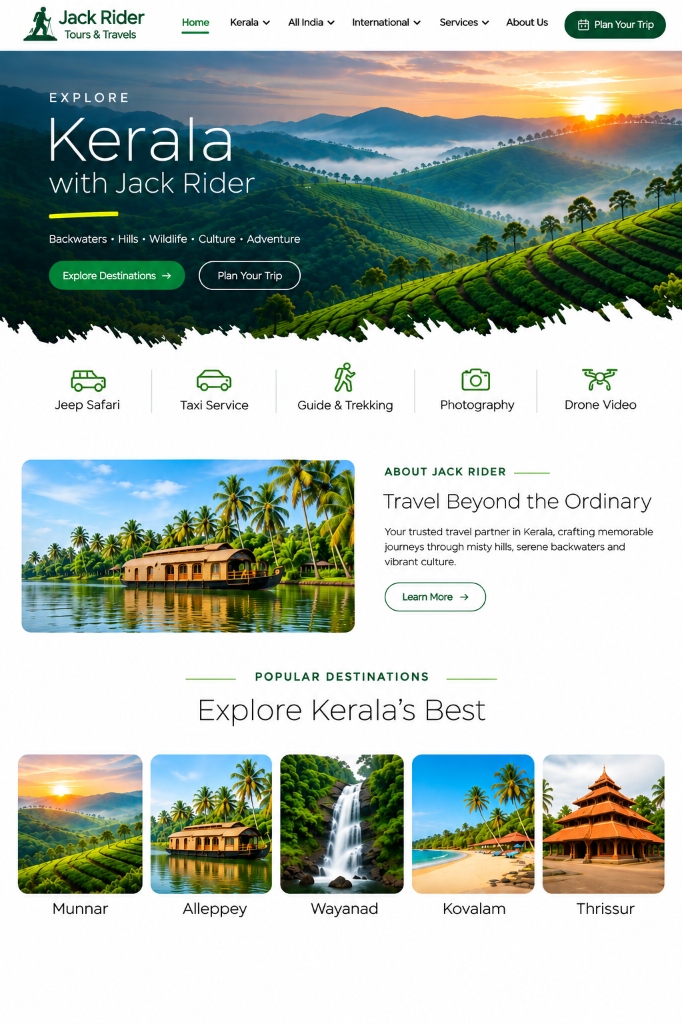 Jack Rider
Tours & Travels
Home
Kerala
All India
International
Services
About Us
Plan Your Trip
EXPLORE
Kerala
with Jack Rider
Backwaters • Hills • Wildlife • Culture • Adventure
Explore Destinations →
Plan Your Trip
Jeep Safari
Taxi Service
Guide & Trekking
Photography
Drone Video
ABOUT JACK RIDER
Travel Beyond the Ordinary
Your trusted travel partner in Kerala, crafting memorable
journeys through misty hills, serene backwaters and
vibrant culture.
Learn More →
POPULAR DESTINATIONS
Explore Kerala's Best
Munnar
Alleppey
Wayanad
Kovalam
Thrissur